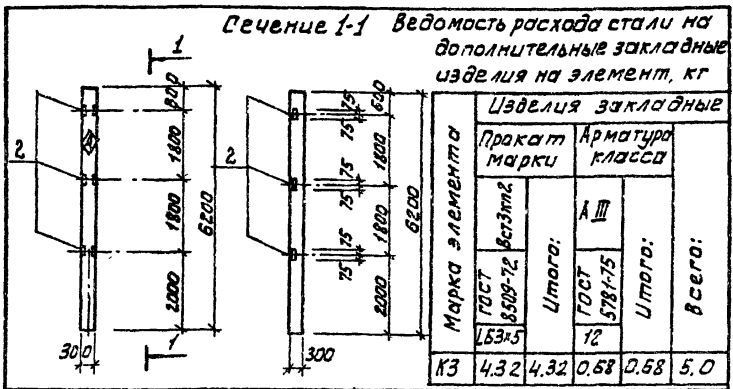 Сечение 1-1
Ведомость расхода стали на
дополнительные закладные
изделия на элемент, кг
1
2
600
1800
1800
2000
6200
300
1
2
75
75
75
75
75
75
600
1800
1800
2000
6200
300
Марка элемента
Изделия закладные
Прокат
марки
Арматура
класса
Всего:
Вст3кп2
Итого:
А III
Итого:
ГОСТ
8509-72
ГОСТ
5781-75
L63×5
12
К3 4.32 4.32 0.68 0.68 5.0